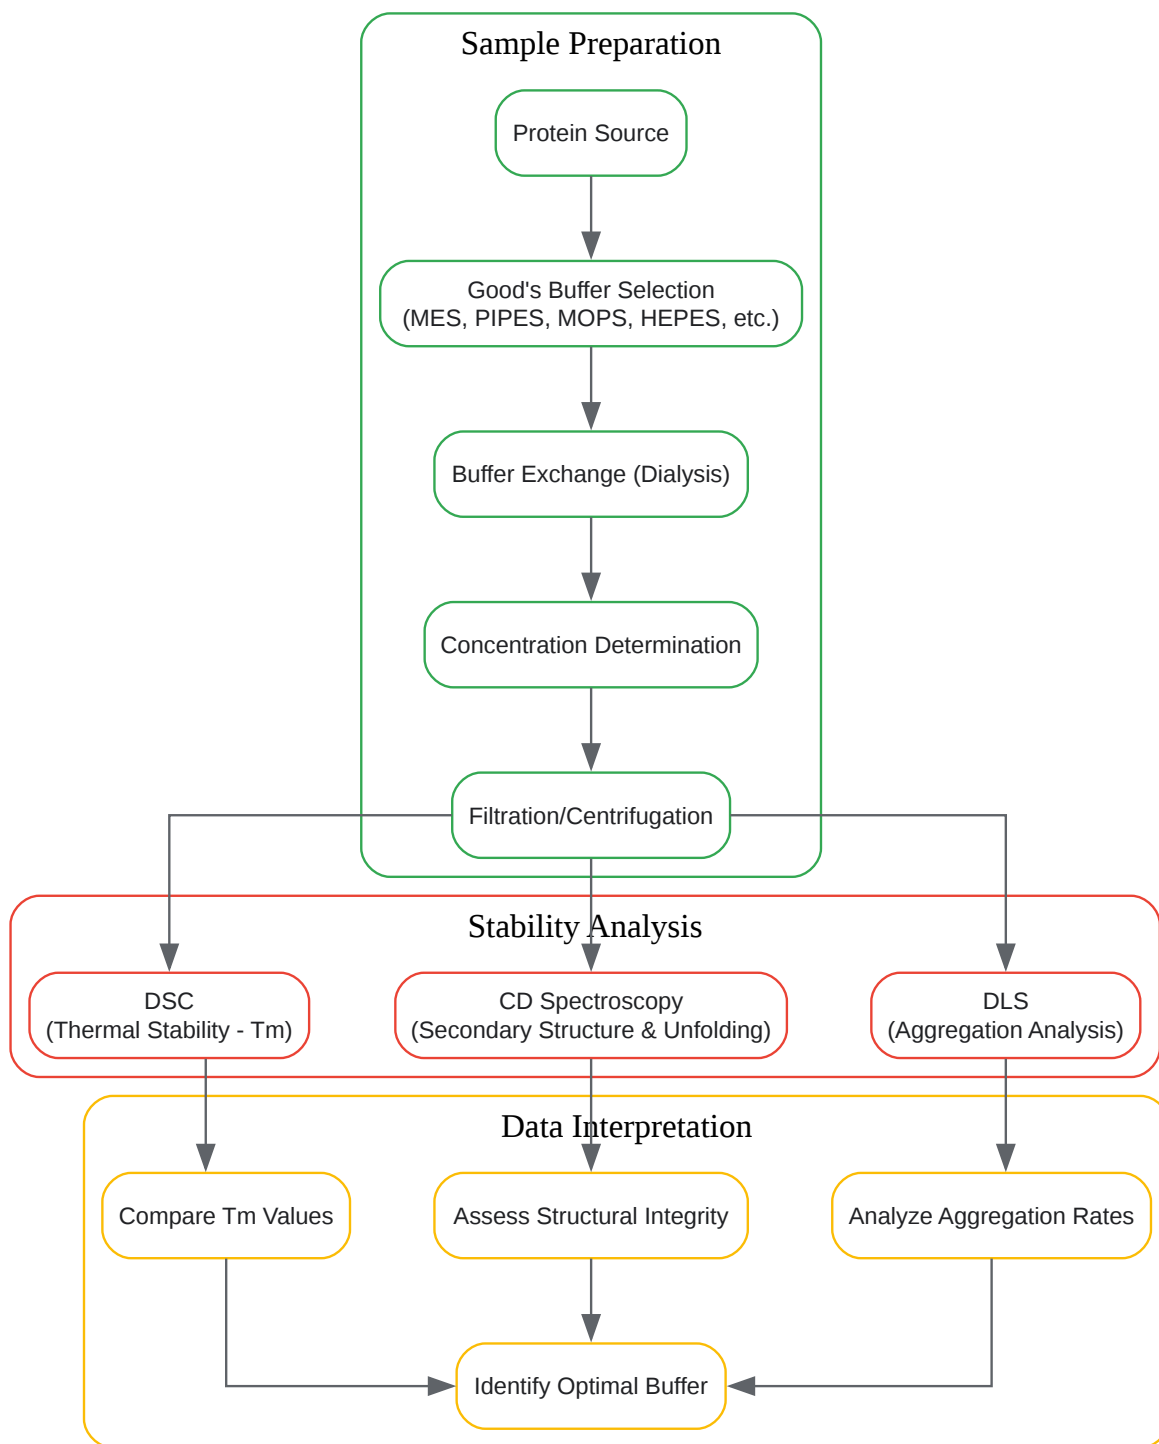 Sample Preparation
Protein Source
Good's Buffer Selection
(MES, PIPES, MOPS, HEPES, etc.)
Buffer Exchange (Dialysis)
Concentration Determination
Filtration/Centrifugation
Stability Analysis
DSC
(Thermal Stability - Tm)
CD Spectroscopy
(Secondary Structure & Unfolding)
DLS
(Aggregation Analysis)
Data Interpretation
Compare Tm Values
Assess Structural Integrity
Analyze Aggregation Rates
Identify Optimal Buffer